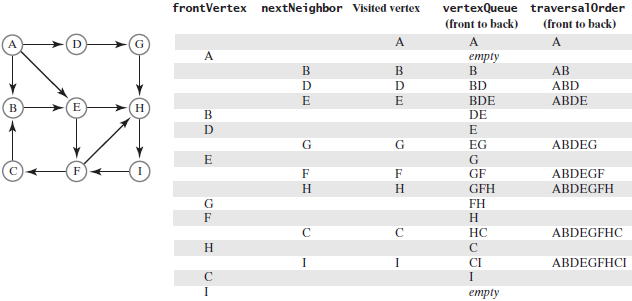 frontVertex nextNeighbor Visited vertex vertexQueue traversalOrder
(front to back) (front to back)
A D G
B E H
C F I
A A A
A empty
B B B AB
D D BD ABD
E E BDE ABDE
B DE
D E
G G EG ABDEG
E G
F F GF ABDEGF
H H GFH ABDEGFH
G FH
F H
C C HC ABDEGFHC
H C
I I CI ABDEGFHCI
C I
I empty